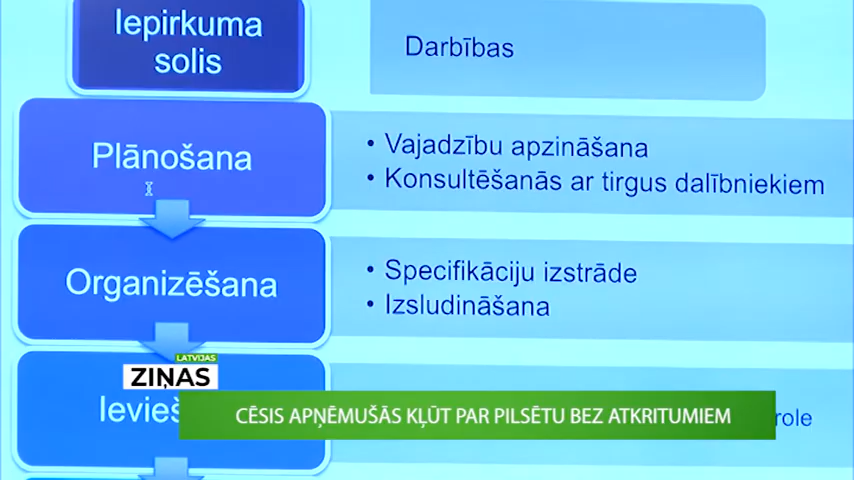 Iepirkuma
solis
Darbības
Plānošana
• Vajadzību apzināšana
• Konsultēšanās ar tirgus dalībniekiem
Organizēšana
• Specifikāciju izstrāde
• Izsludināšana
LATVIJAS
ZIŅAS
CĒSIS APŅĒMUŠĀS KĻŪT PAR PILSĒTU BEZ ATKRITUMIEM